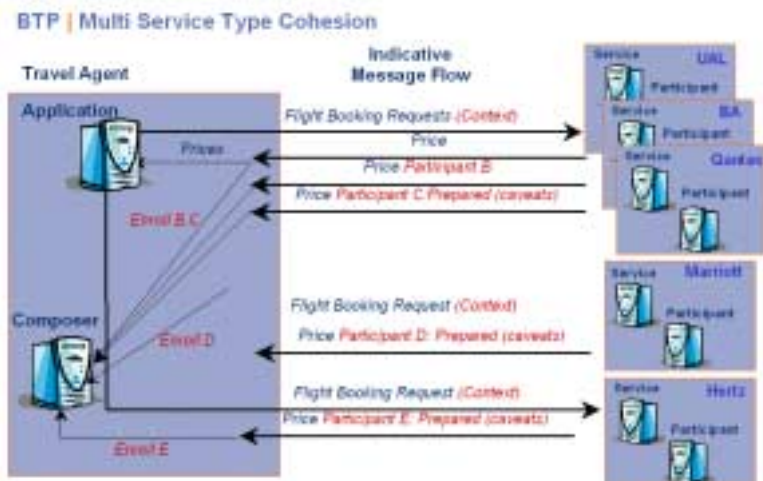 BTP | Multi Service Type Cohesion
Indicative
Message Flow
Travel Agent
Application
Service
UAL
Participant
Flight Booking Requests (Context)
BA
Participant
Price
Prices
Price Participant B
Qantas
Service
Participant
Price Participant C Prepared (caveats)
Enroll B,C
Service
Marriott
Participant
Flight Booking Request (Context)
Composer
Enroll D
Price Participant D: Prepared (caveats)
Flight Booking Request (Context)
Service
Hertz
Participant
Price Participant E: Prepared (caveats)
Enroll E